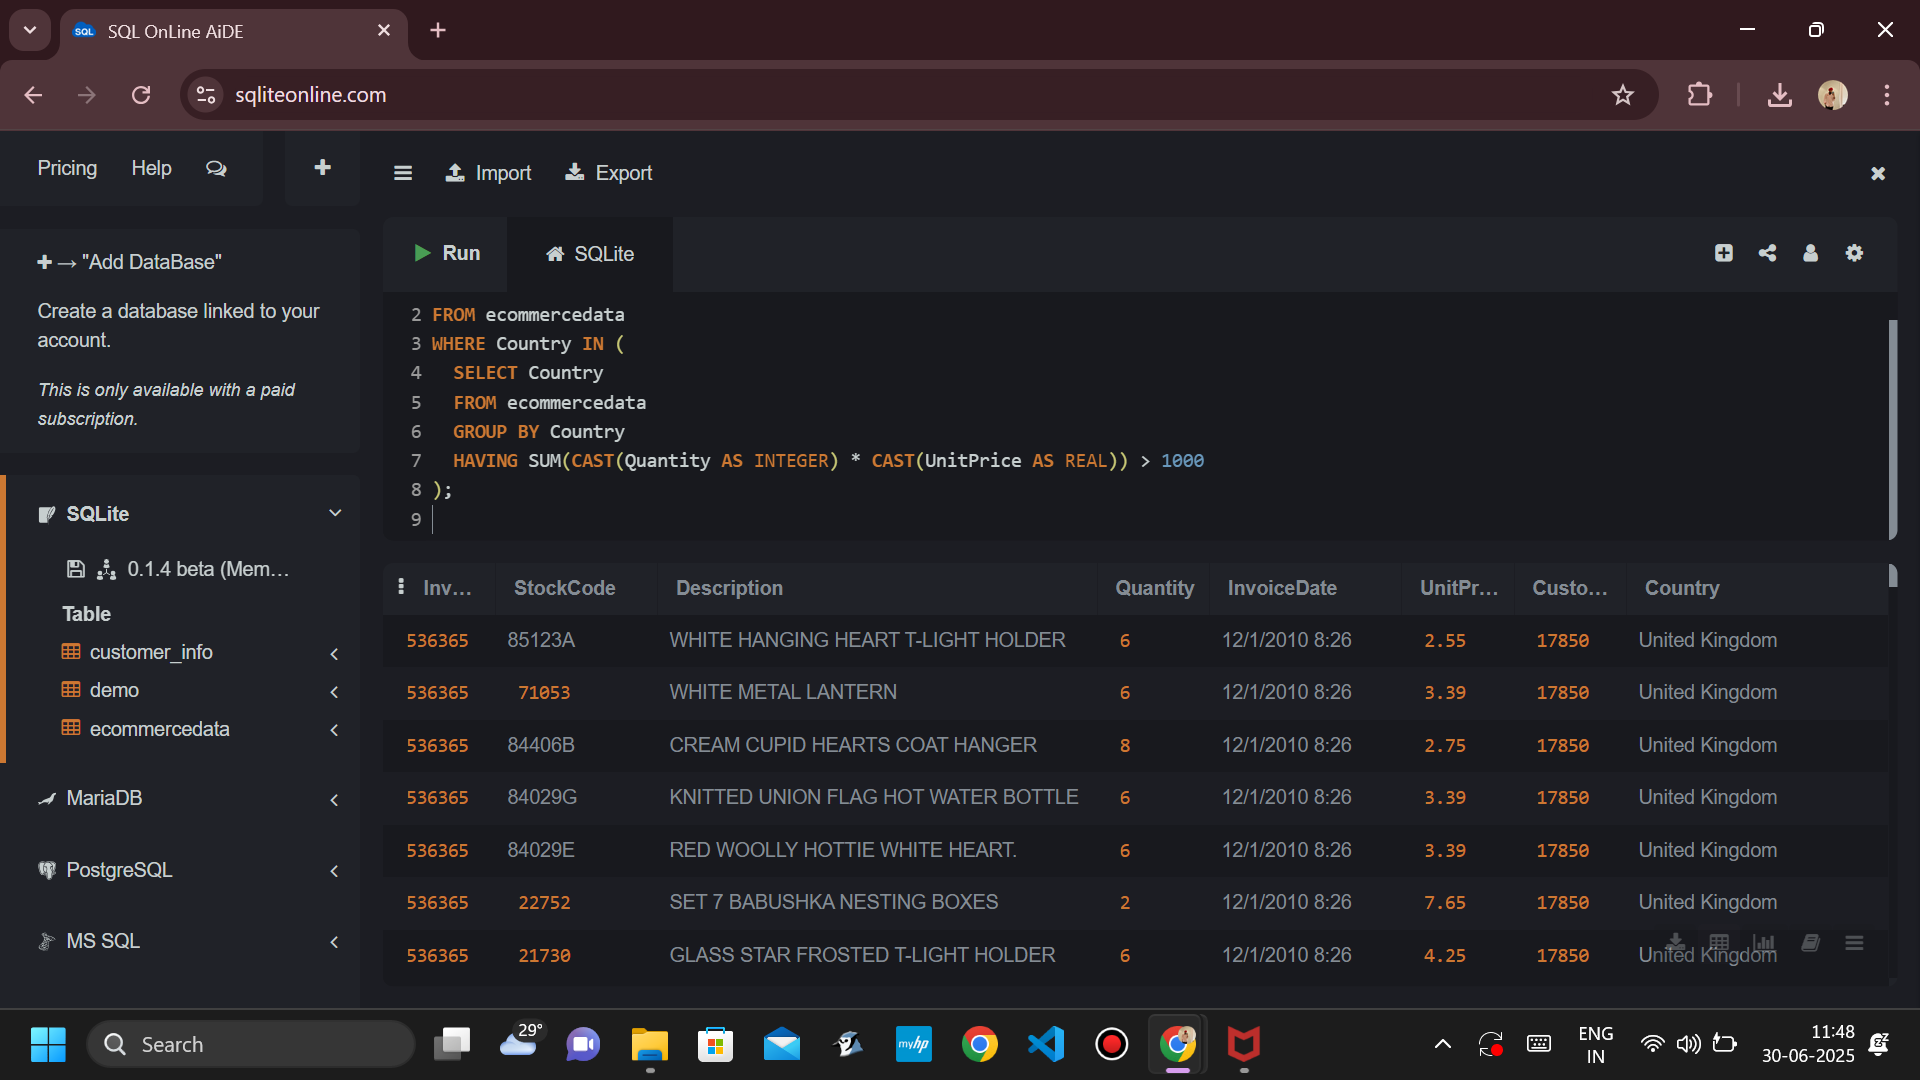 SQL OnLine AiDE
sqliteonline.com
Pricing Help
Import Export
+ → "Add DataBase"
Create a database linked to your
account.
This is only available with a paid
subscription.
SQLite
0.1.4 beta (Mem...
Table
customer_info
demo
ecommercedata
MariaDB
PostgreSQL
MS SQL
Run SQLite
2 FROM ecommercedata
3 WHERE Country IN (
4 SELECT Country
5 FROM ecommercedata
6 GROUP BY Country
7 HAVING SUM(CAST(Quantity AS INTEGER) * CAST(UnitPrice AS REAL)) > 1000
8 );
9
Inv... StockCode Description Quantity InvoiceDate UnitPr... Custo... Country
536365 85123A WHITE HANGING HEART T-LIGHT HOLDER 6 12/1/2010 8:26 2.55 17850 United Kingdom
536365 71053 WHITE METAL LANTERN 6 12/1/2010 8:26 3.39 17850 United Kingdom
536365 84406B CREAM CUPID HEARTS COAT HANGER 8 12/1/2010 8:26 2.75 17850 United Kingdom
536365 84029G KNITTED UNION FLAG HOT WATER BOTTLE 6 12/1/2010 8:26 3.39 17850 United Kingdom
536365 84029E RED WOOLLY HOTTIE WHITE HEART. 6 12/1/2010 8:26 3.39 17850 United Kingdom
536365 22752 SET 7 BABUSHKA NESTING BOXES 2 12/1/2010 8:26 7.65 17850 United Kingdom
536365 21730 GLASS STAR FROSTED T-LIGHT HOLDER 6 12/1/2010 8:26 4.25 17850 United Kingdom
Search
29°
myhp
ENG
IN
11:48
30-06-2025